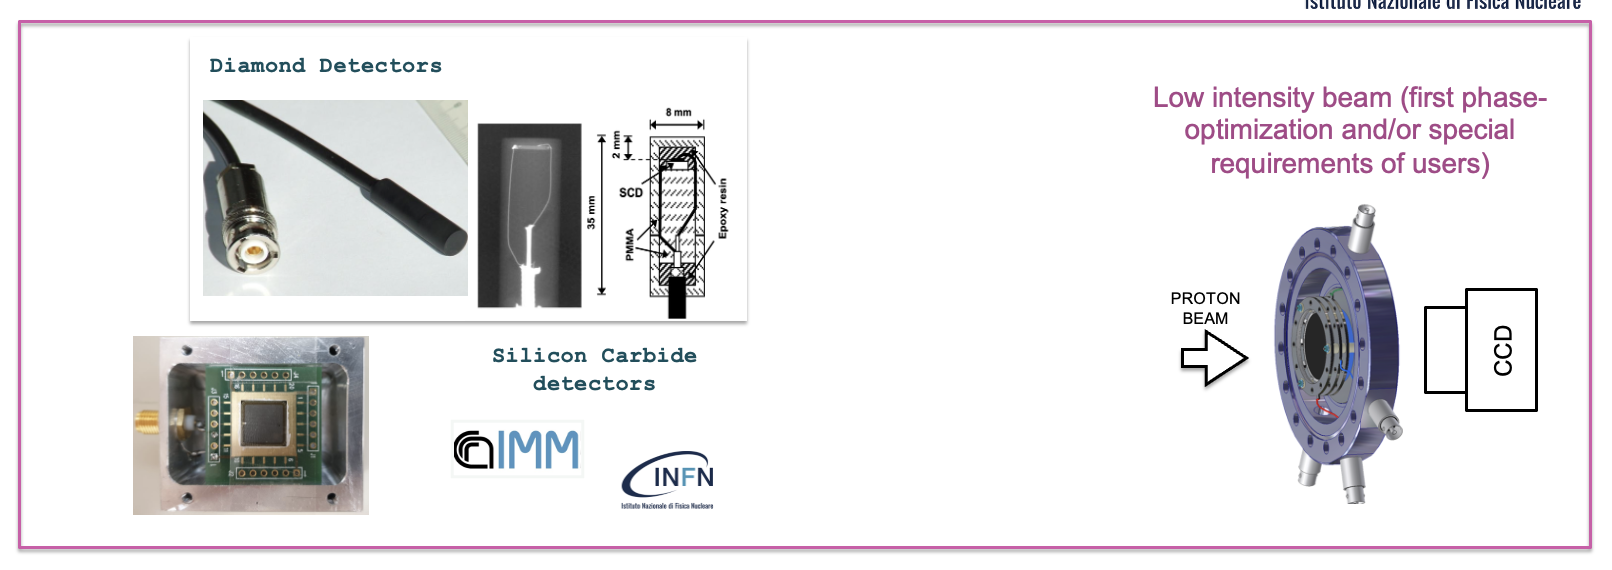 Istituto Nazionale di Fisica Nucleare
Diamond Detectors
8 mm
2 mm
SCD
35 mm
PMMA
Epoxy resin
Low intensity beam (first phase-
optimization and/or special
requirements of users)
PROTON
BEAM
CCD
Silicon Carbide
detectors
IMM
INFN
Istituto Nazionale di Fisica Nucleare